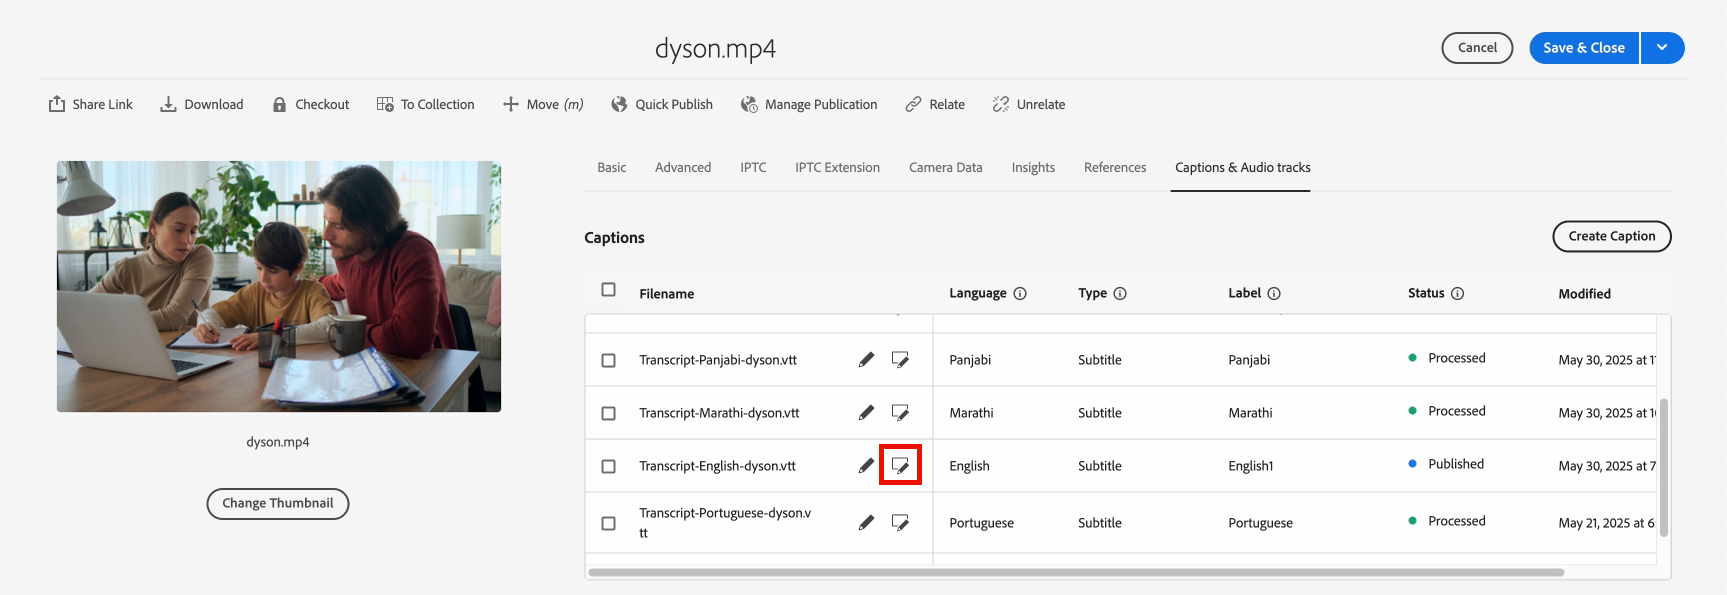 dyson.mp4
Cancel
Save & Close
Share Link
Download
Checkout
To Collection
Move (m)
Quick Publish
Manage Publication
Relate
Unrelate
Basic
Advanced
IPTC
IPTC Extension
Camera Data
Insights
References
Captions & Audio tracks
Captions
Create Caption
Filename Language Type Label Status Modified
Transcript-Panjabi-dyson.vtt Panjabi Subtitle Panjabi Processed May 30, 2025 at
Transcript-Marathi-dyson.vtt Marathi Subtitle Marathi Processed May 30, 2025 at
Transcript-English-dyson.vtt English Subtitle English1 Published May 30, 2025 at 7
Transcript-Portuguese-dyson.v
tt Portuguese Subtitle Portuguese Processed May 21, 2025 at 6
dyson.mp4
Change Thumbnail